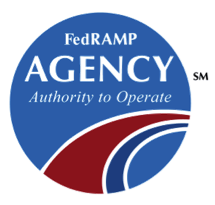 FedRAMP
AGENCY
Authority to Operate
SM